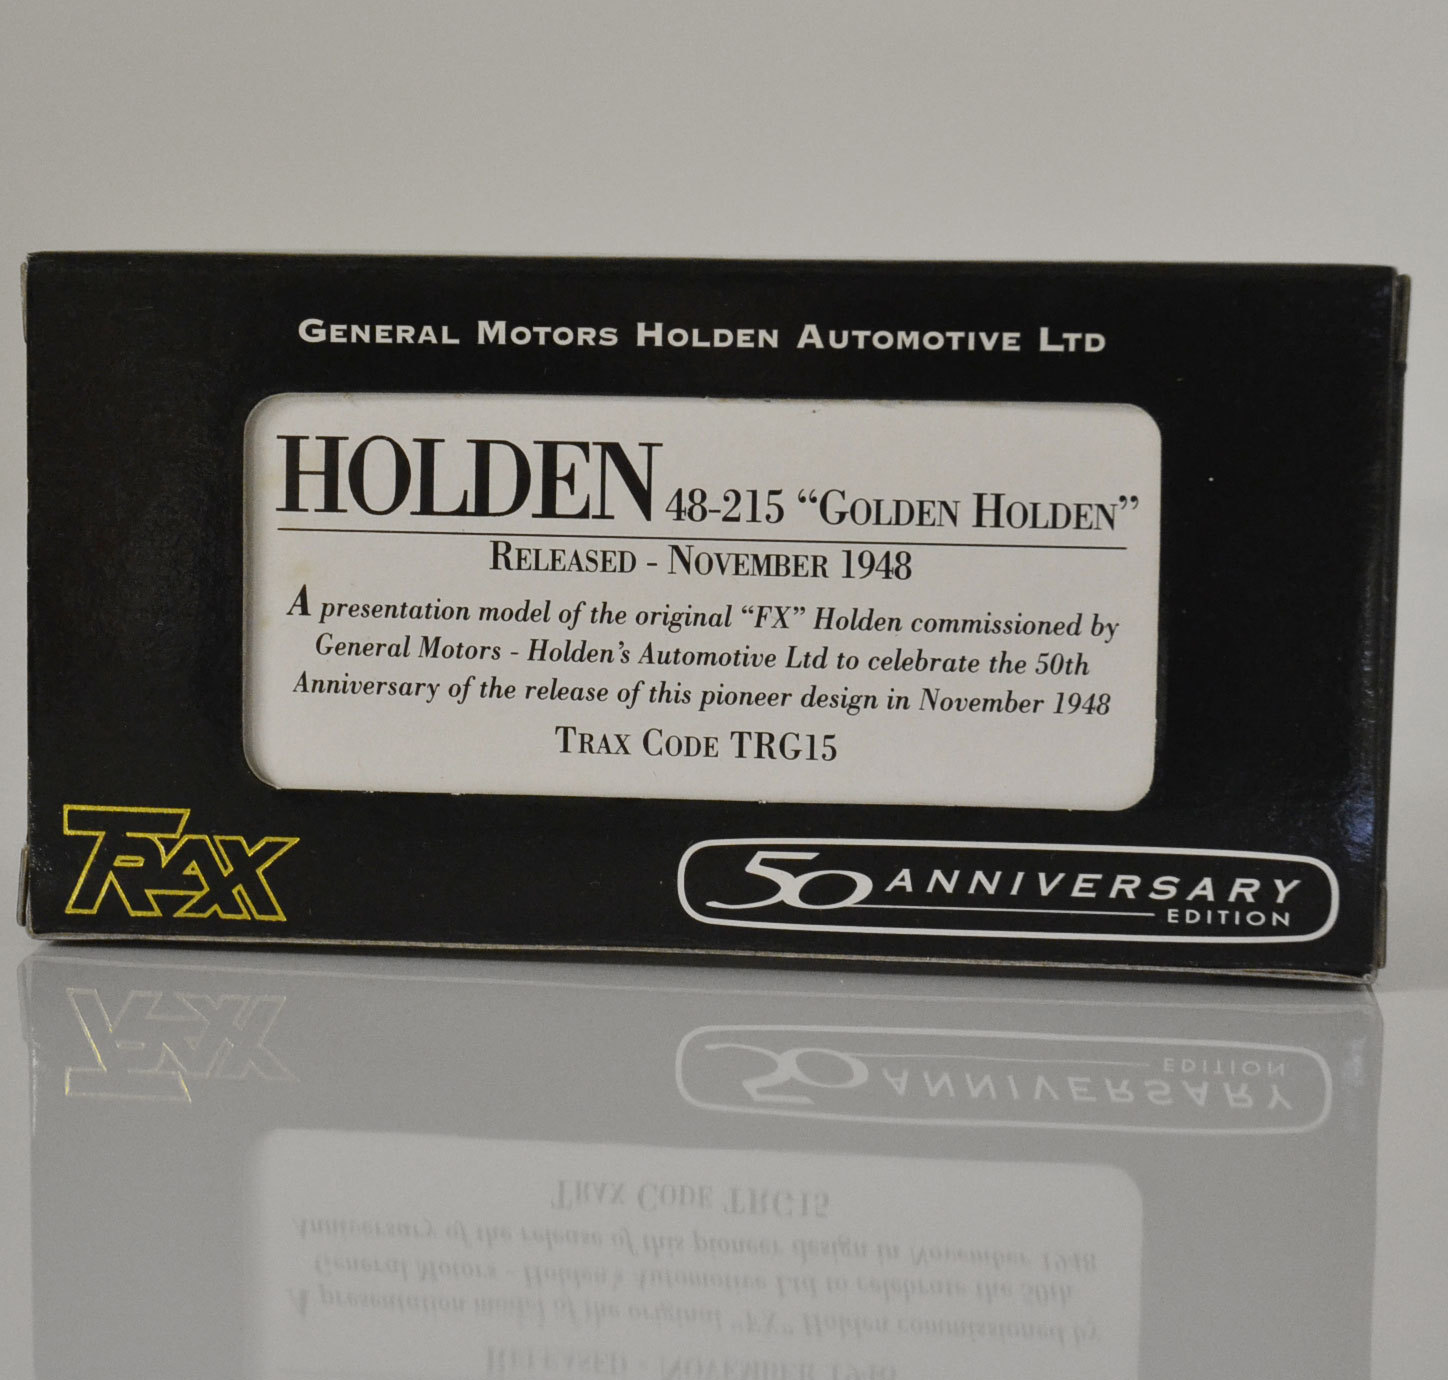 GENERAL MOTORS HOLDEN AUTOMOTIVE LTD
HOLDEN 48-215 “GOLDEN HOLDEN”
RELEASED - NOVEMBER 1948
A presentation model of the original “FX” Holden commissioned by
General Motors - Holden’s Automotive Ltd to celebrate the 50th
Anniversary of the release of this pioneer design in November 1948
TRAX CODE TRG15
TRAX
50 ANNIVERSARY
EDITION